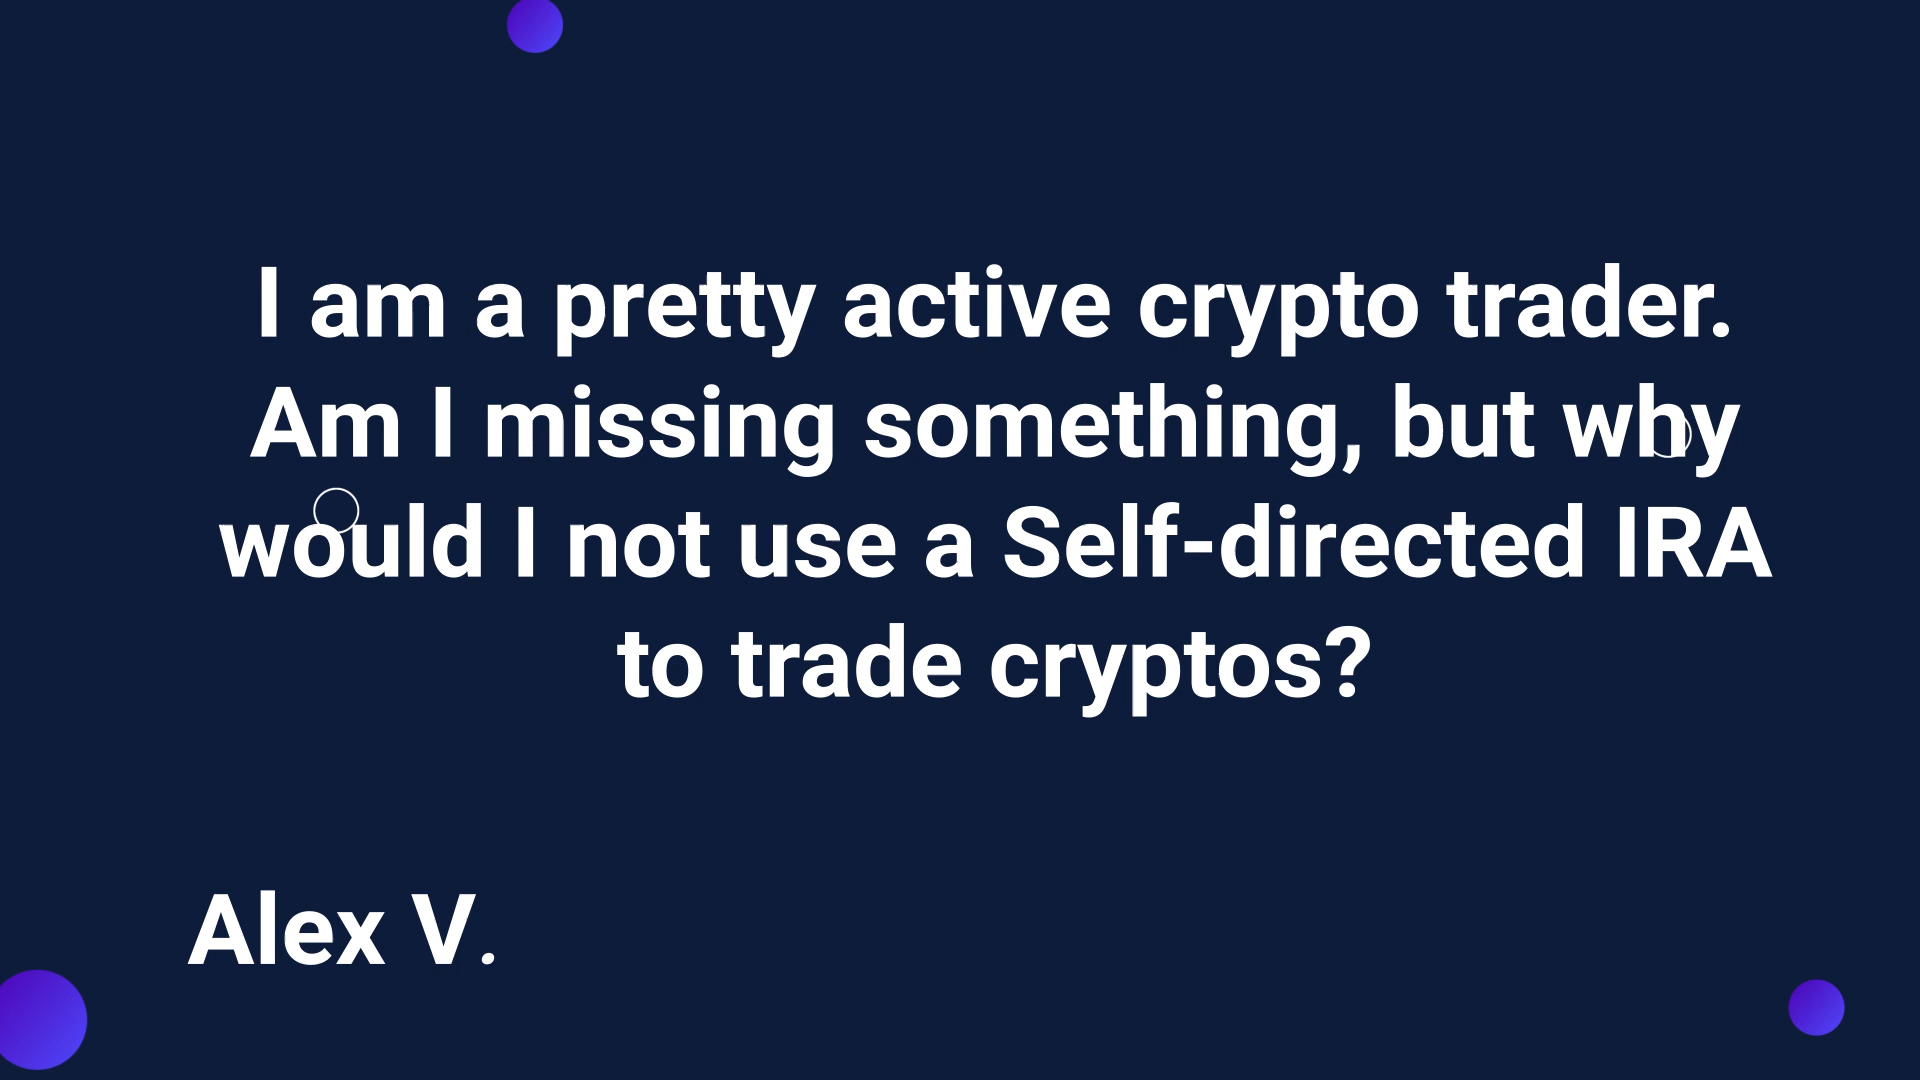 I am a pretty active crypto trader.
Am I missing something, but why
would I not use a Self-directed IRA
to trade cryptos?
Alex V.